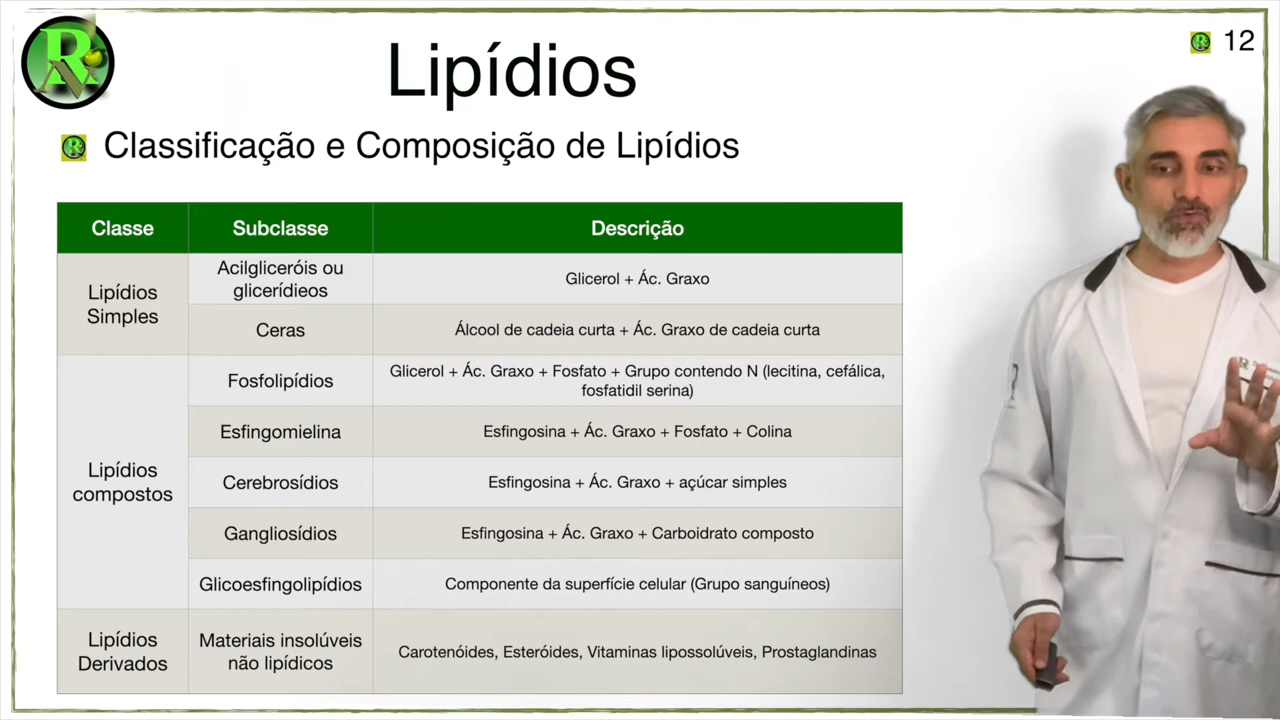 RNA
12
Lipídios
Classificação e Composição de Lipídios
Classe
Subclasse
Descrição
Lipídios
Simples
Acilgliceróis ou
glicerídieos
Glicerol + Ác. Graxo
Ceras
Álcool de cadeia curta + Ác. Graxo de cadeia curta
Lipídios
compostos
Fosfolipídios
Glicerol + Ác. Graxo + Fosfato + Grupo contendo N (lecitina, cefálica,
fosfatidil serina)
Esfingomielina
Esfingosina + Ác. Graxo + Fosfato + Colina
Cerebrosídios
Esfingosina + Ác. Graxo + açúcar simples
Gangliosídios
Esfingosina + Ác. Graxo + Carboidrato composto
Glicoesfingolipídios
Componente da superfície celular (Grupo sanguíneos)
Lipídios
Derivados
Materiais insolúveis
não lipídicos
Carotenóides, Esteróides, Vitaminas lipossolúveis, Prostaglandinas